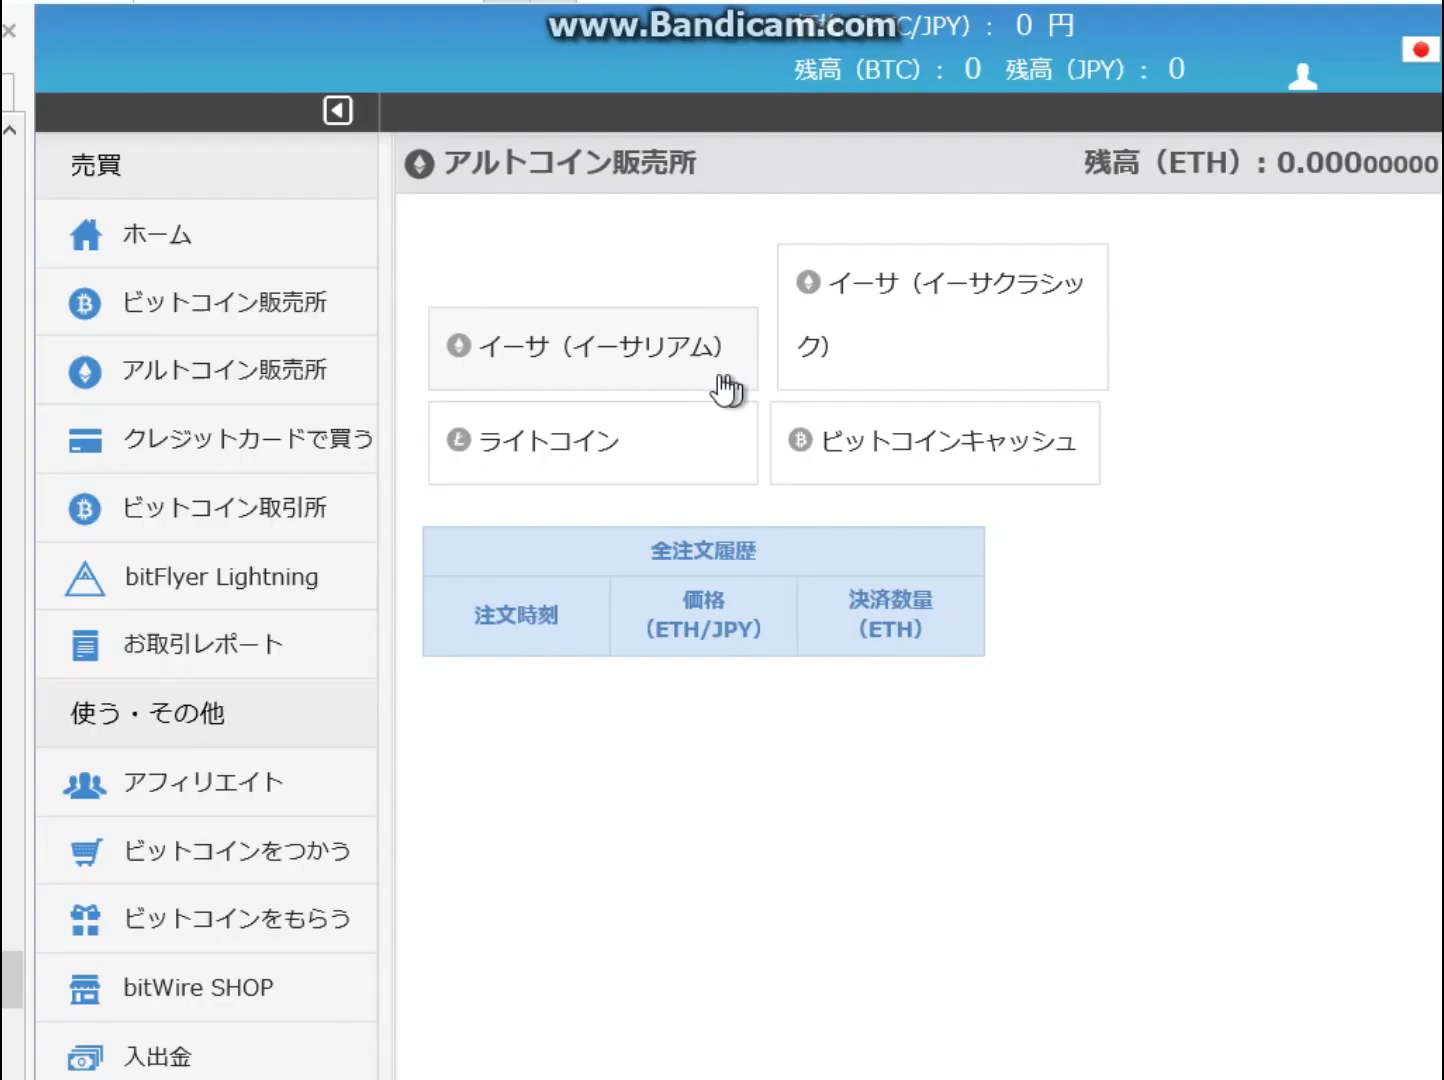 www.Bandicam.com
C/JPY）： 0 円
残高（BTC）： 0 残高（JPY）： 0
売買
アルトコイン販売所
残高（ETH）: 0.00000000
ホーム
ビットコイン販売所
アルトコイン販売所
クレジットカードで買う
ビットコイン取引所
bitFlyer Lightning
お取引レポート
使う・その他
アフィリエイト
ビットコインをつかう
ビットコインをもらう
bitWire SHOP
入出金
イーサ（イーサリアム）
イーサ（イーサクラシッ
ク）
ライトコイン
ビットコインキャッシュ
全注文履歴
注文時刻
価格
（ETH/JPY）
決済数量
（ETH）